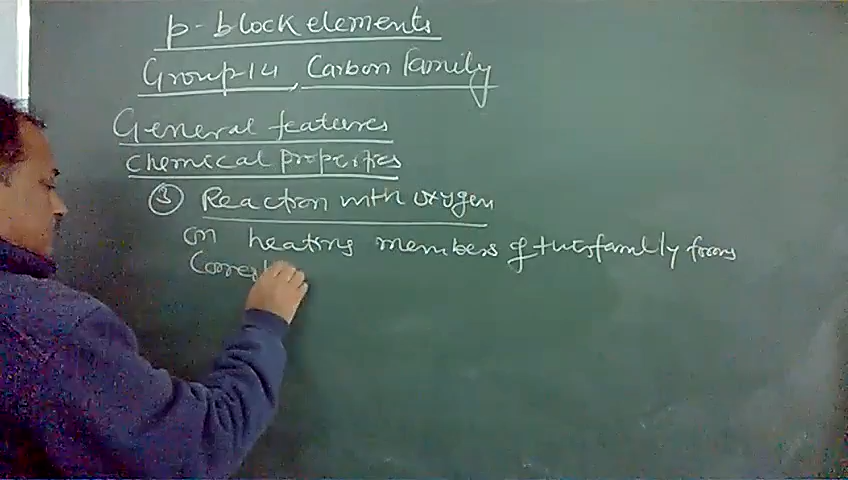 p-block elements
Group 14, Carbon Family
General features
Chemical properties
③ Reaction with oxygen
On heating members of this family forms